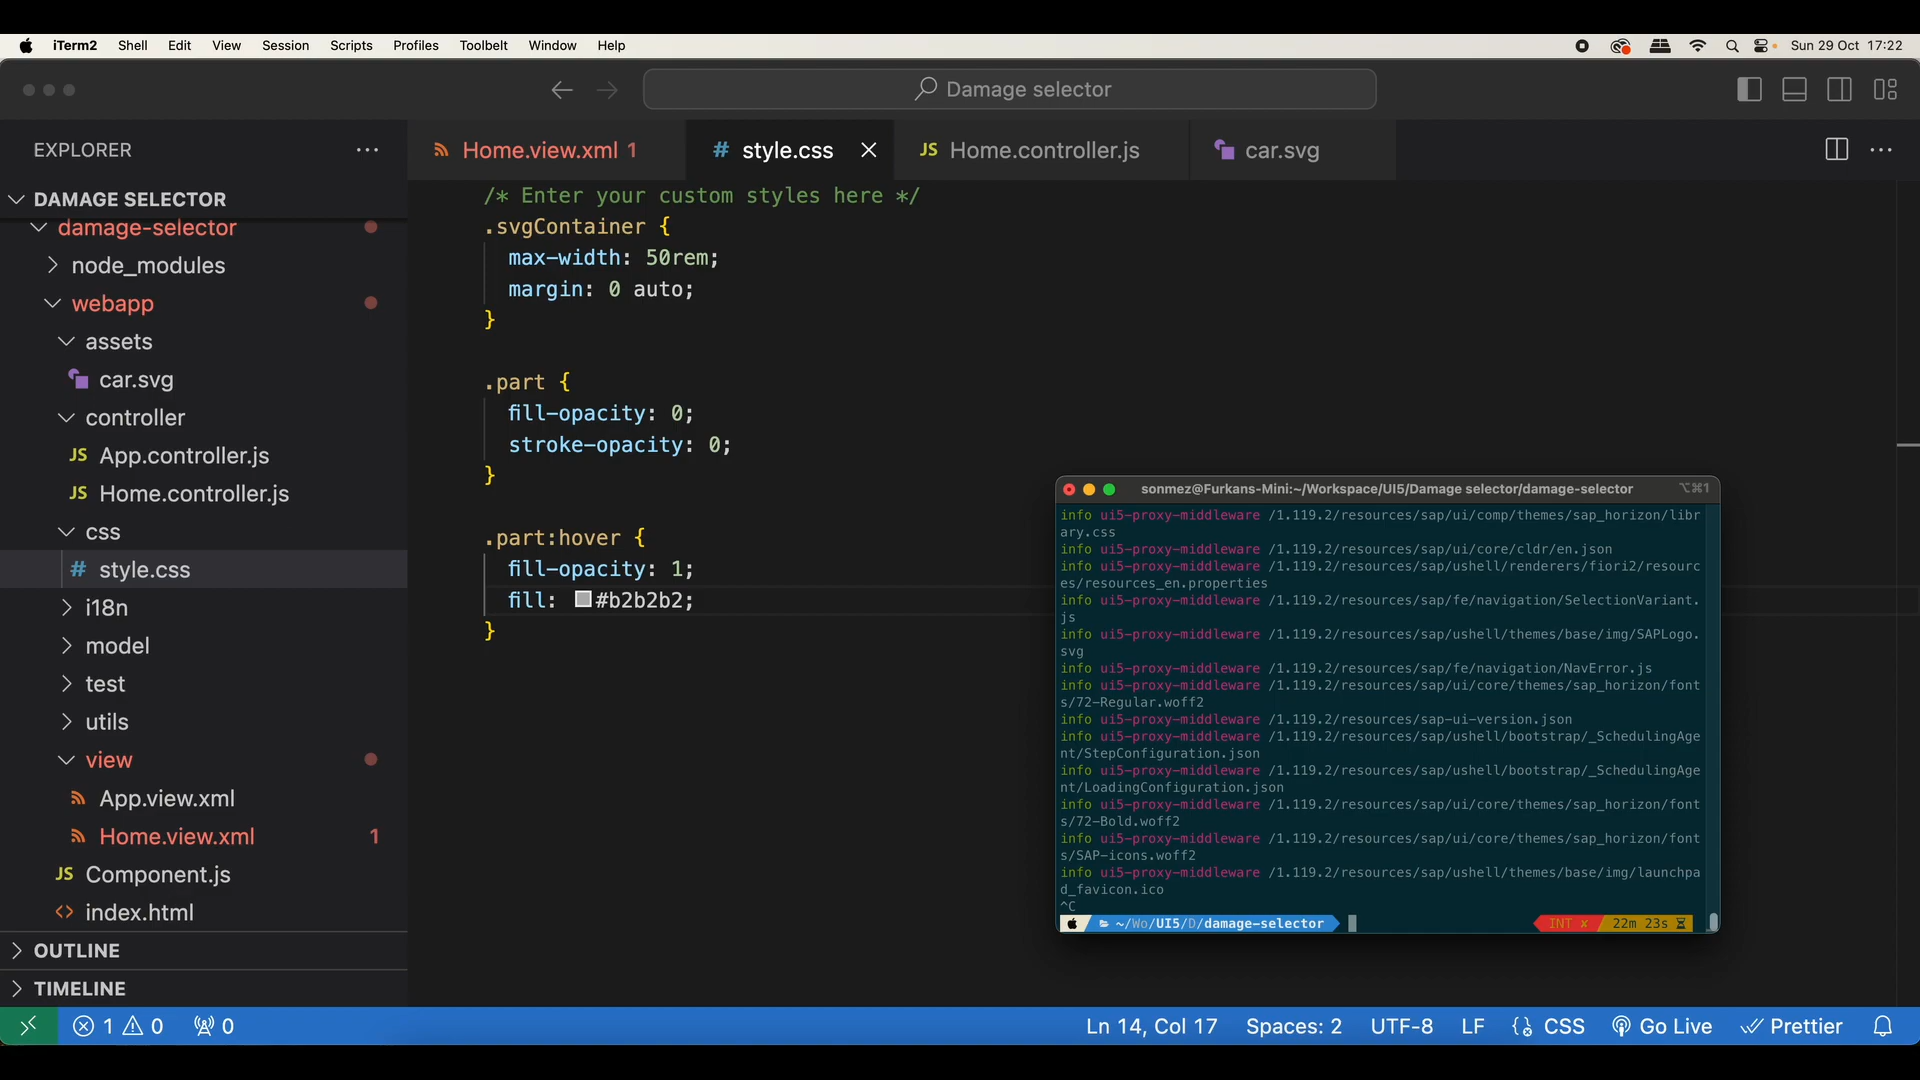 iTerm2 Shell Edit View Session Scripts Profiles Toolbelt Window Help Sun 29 Oct 17:22
Damage selector
EXPLORER
Home.view.xml 1 # style.css JS Home.controller.js car.svg
DAMAGE SELECTOR
damage-selector
node_modules
webapp
assets
car.svg
controller
JS App.controller.js
JS Home.controller.js
css
# style.css
i18n
model
test
utils
view
App.view.xml
Home.view.xml 1
JS Component.js
<> index.html
OUTLINE
TIMELINE
/* Enter your custom styles here */
.svgContainer {
max-width: 50rem;
margin: 0 auto;
}
.part {
fill-opacity: 0;
stroke-opacity: 0;
}
.part:hover {
fill-opacity: 1;
fill: #b2b2b2;
}
sonmez@Furkans-Mini:~/Workspace/UI5/Damage selector/damage-selector ⌥⌘1
info ui5-proxy-middleware /1.119.2/resources/sap/ui/comp/themes/sap_horizon/libr
ary.css
info ui5-proxy-middleware /1.119.2/resources/sap/ui/core/cldr/en.json
info ui5-proxy-middleware /1.119.2/resources/sap/ushell/renderers/fiori2/resourc
es/resources_en.properties
info ui5-proxy-middleware /1.119.2/resources/sap/fe/navigation/SelectionVariant.
js
info ui5-proxy-middleware /1.119.2/resources/sap/ushell/themes/base/img/SAPLogo.
svg
info ui5-proxy-middleware /1.119.2/resources/sap/fe/navigation/NavError.js
info ui5-proxy-middleware /1.119.2/resources/sap/ui/core/themes/sap_horizon/font
s/72-Regular.woff2
info ui5-proxy-middleware /1.119.2/resources/sap-ui-version.json
info ui5-proxy-middleware /1.119.2/resources/sap/ushell/bootstrap/_SchedulingAge
nt/StepConfiguration.json
info ui5-proxy-middleware /1.119.2/resources/sap/ushell/bootstrap/_SchedulingAge
nt/LoadingConfiguration.json
info ui5-proxy-middleware /1.119.2/resources/sap/ui/core/themes/sap_horizon/font
s/72-Bold.woff2
info ui5-proxy-middleware /1.119.2/resources/sap/ui/core/themes/sap_horizon/font
s/SAP-icons.woff2
info ui5-proxy-middleware /1.119.2/resources/sap/ushell/themes/base/img/launchpa
d_favicon.ico
^C
~/Wo/UI5/D/damage-selector INT ✘ 22m 23s
1 0 0 Ln 14, Col 17 Spaces: 2 UTF-8 LF CSS Go Live Prettier